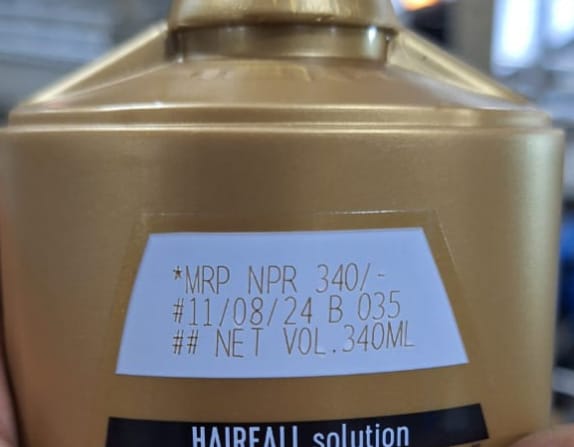 *MRP NPR 340/-
#11/08/24 B 035
## NET VOL.340ML
HAIRFALL solution